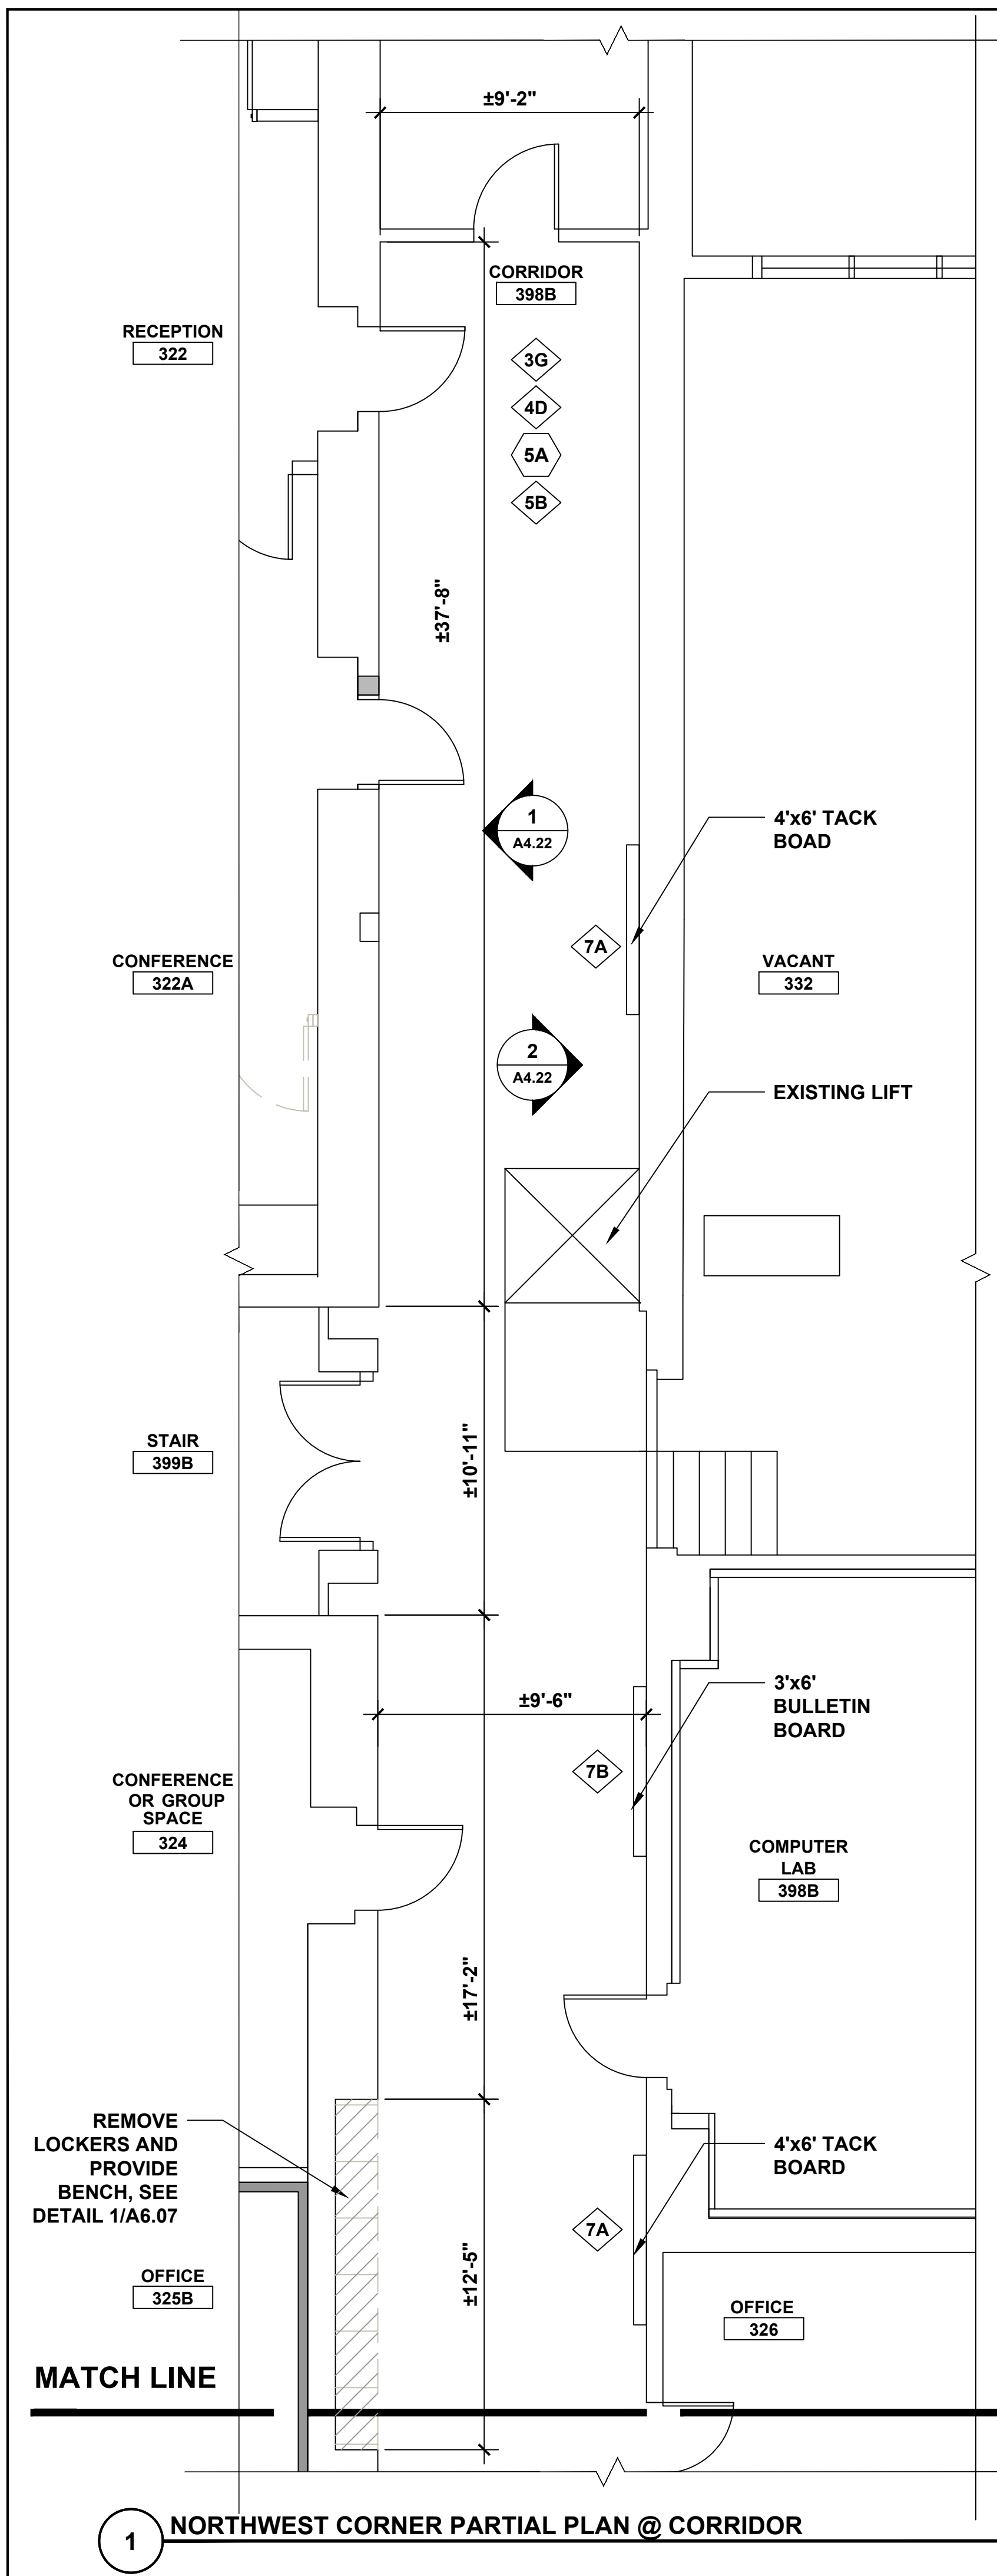 ±9'-2"
CORRIDOR
398B
RECEPTION
322
3G
4D
5A
5B
±37'-8"
1
A4.22
4'x6' TACK
BOAD
7A
CONFERENCE
322A
VACANT
332
2
A4.22
EXISTING LIFT
STAIR
399B
±10'-11"
±9'-6"
3'x6'
BULLETIN
BOARD
7B
CONFERENCE
OR GROUP
SPACE
324
COMPUTER
LAB
398B
±17'-2"
REMOVE
LOCKERS AND
PROVIDE
BENCH, SEE
DETAIL 1/A6.07
4'x6' TACK
BOARD
7A
±12'-5"
OFFICE
325B
OFFICE
326
MATCH LINE
1
NORTHWEST CORNER PARTIAL PLAN @ CORRIDOR